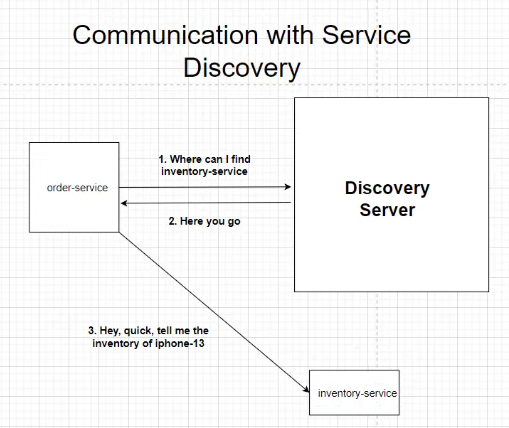 Communication with Service
Discovery
1. Where can I find
inventory-service
order-service
Discovery
Server
2. Here you go
3. Hey, quick, tell me the
inventory of iphone-13
inventory-service